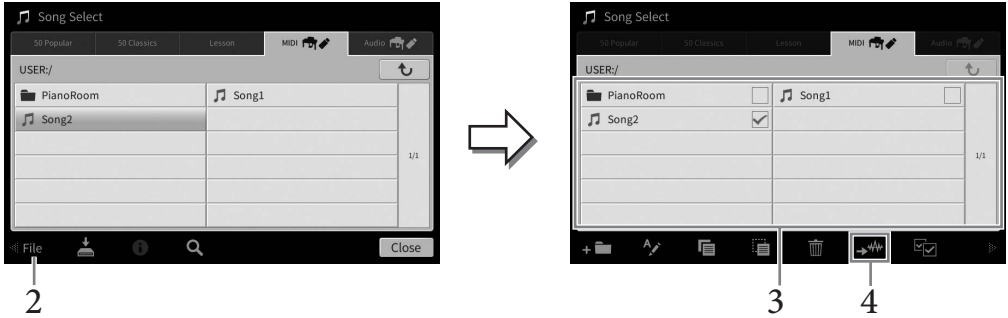 Song Select
50 Popular 50 Classics Lesson MIDI Audio
USER:/
PianoRoom Song1
Song2
1/1
File Close
2
Song Select
50 Popular 50 Classics Lesson MIDI Audio
USER:/
PianoRoom Song1
Song2
1/1
3 4